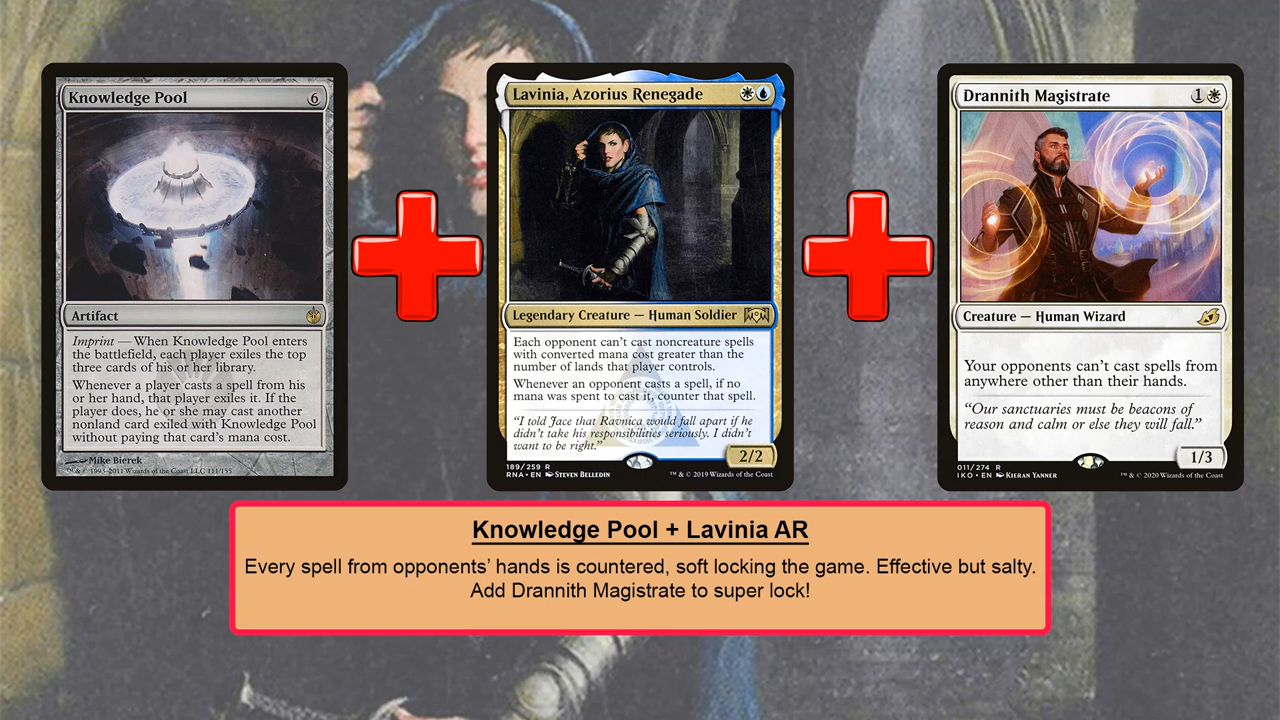 Knowledge Pool 6
Artifact
Imprint — When Knowledge Pool enters
the battlefield, each player exiles the top
three cards of his or her library.
Whenever a player casts a spell from his
or her hand, that player exiles it. If the
player does, he or she may cast another
nonland card exiled with Knowledge Pool
without paying that card's mana cost.
Mike Bierek
™ & © 1993–2011 Wizards of the Coast LLC 111/155
Lavinia, Azorius Renegade
Legendary Creature — Human Soldier
Each opponent can't cast noncreature spells
with converted mana cost greater than the
number of lands that player controls.
Whenever an opponent casts a spell, if no
mana was spent to cast it, counter that spell.
“I told Jace that Ravnica would fall apart if he
didn't take his responsibilities seriously. I didn't
want to be right.”
2/2
189/259 R
RNA • EN Steven Belledin
™ & © 2019 Wizards of the Coast
Drannith Magistrate 1
Creature — Human Wizard
Your opponents can't cast spells from
anywhere other than their hands.
“Our sanctuaries must be beacons of
reason and calm or else they will fall.”
1/3
011/274 R
IKO • EN Kieran Yanner
™ & © 2020 Wizards of the Coast
Knowledge Pool + Lavinia AR
Every spell from opponents' hands is countered, soft locking the game. Effective but salty.
Add Drannith Magistrate to super lock!